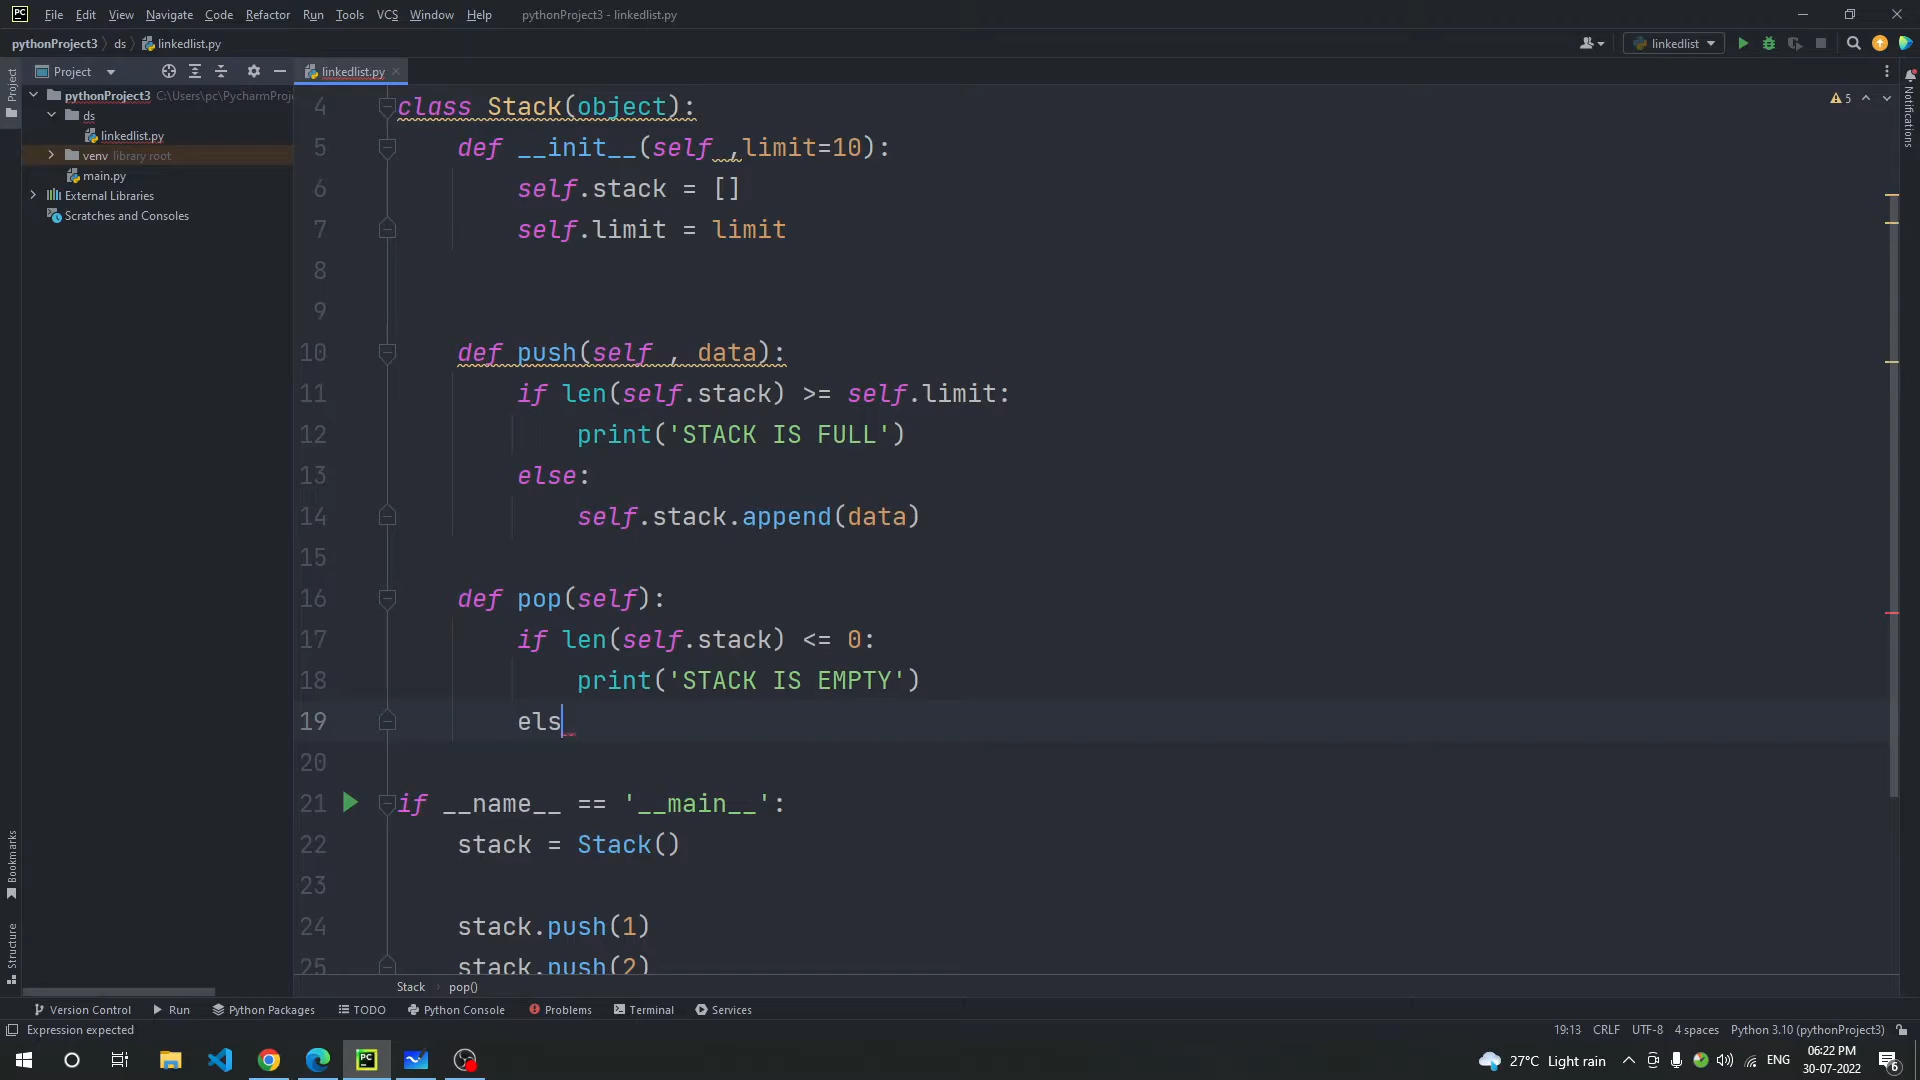 PC File Edit View Navigate Code Refactor Run Tools VCS Window Help pythonProject3 - linkedlist.py
pythonProject3 ds linkedlist.py linkedlist
Project
Project linkedlist.py
pythonProject3 C:\Users\pc\PycharmProj
ds
linkedlist.py
venv library root
main.py
External Libraries
Scratches and Consoles
5
Notifications
4 class Stack(object):
5 def __init__(self ,limit=10):
6 self.stack = []
7 self.limit = limit
8
9
10 def push(self , data):
11 if len(self.stack) >= self.limit:
12 print('STACK IS FULL')
13 else:
14 self.stack.append(data)
15
16 def pop(self):
17 if len(self.stack) <= 0:
18 print('STACK IS EMPTY')
19 els
20
21 if __name__ == '__main__':
22 stack = Stack()
23
24 stack.push(1)
25 stack.push(2)
Bookmarks
Structure
Stack pop()
Version Control Run Python Packages TODO Python Console Problems Terminal Services
Expression expected 19:13 CRLF UTF-8 4 spaces Python 3.10 (pythonProject3)
PC 27°C Light rain ENG 06:22 PM
30-07-2022 6